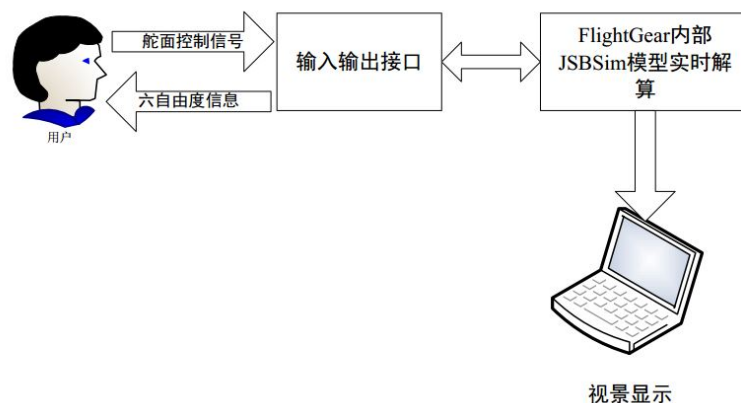 舵面控制信号
六自由度信息
用户
输入输出接口
FlightGear内部
JSBSim模型实时解
算
视景显示